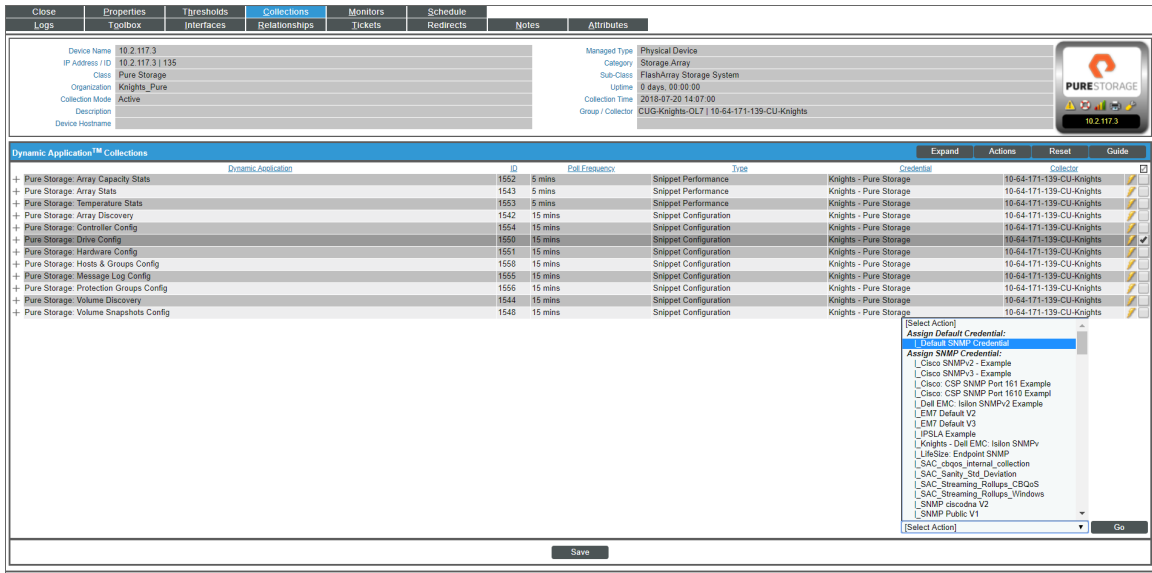 Close Properties Thresholds Collections Monitors Schedule
Logs Toolbox Interfaces Relationships Tickets Redirects Notes Attributes
Device Name 10.2.117.3 Managed Type Physical Device
IP Address / ID 10.2.117.3 | 135 Category Storage Array
Class Pure Storage Sub-Class FlashArray Storage System
Organization Knights_Pure Uptime 0 days, 00:00:00
Collection Mode Active Collection Time 2018-07-20 14:07:00
Description Group / Collector CUG-Knights-OL7 | 10-64-171-139-CU-Knights
Device Hostname
PURESTORAGE
10.2.117.3
Dynamic Application™ Collections Expand Actions Reset Guide
Dynamic Application ID Poll Frequency Type Credential Collector
+ Pure Storage: Array Capacity Stats 1552 5 mins Snippet Performance Knights - Pure Storage 10-64-171-139-CU-Knights
+ Pure Storage: Array Stats 1543 5 mins Snippet Performance Knights - Pure Storage 10-64-171-139-CU-Knights
+ Pure Storage: Temperature Stats 1553 5 mins Snippet Performance Knights - Pure Storage 10-64-171-139-CU-Knights
+ Pure Storage: Array Discovery 1542 15 mins Snippet Configuration Knights - Pure Storage 10-64-171-139-CU-Knights
+ Pure Storage: Controller Config 1554 15 mins Snippet Configuration Knights - Pure Storage 10-64-171-139-CU-Knights
+ Pure Storage: Drive Config 1550 15 mins Snippet Configuration Knights - Pure Storage 10-64-171-139-CU-Knights
+ Pure Storage: Hardware Config 1551 15 mins Snippet Configuration Knights - Pure Storage 10-64-171-139-CU-Knights
+ Pure Storage: Hosts & Groups Config 1558 15 mins Snippet Configuration Knights - Pure Storage 10-64-171-139-CU-Knights
+ Pure Storage: Message Log Config 1555 15 mins Snippet Configuration Knights - Pure Storage 10-64-171-139-CU-Knights
+ Pure Storage: Protection Groups Config 1556 15 mins Snippet Configuration Knights - Pure Storage 10-64-171-139-CU-Knights
+ Pure Storage: Volume Discovery 1544 15 mins Snippet Configuration Knights - Pure Storage 10-64-171-139-CU-Knights
+ Pure Storage: Volume Snapshots Config 1548 15 mins Snippet Configuration Knights - Pure Storage 10-64-171-139-CU-Knights
[Select Action]
Assign Default Credential:
|_Default SNMP Credential
Assign SNMP Credential:
|_Cisco SNMPv2 - Example
|_Cisco SNMPv3 - Example
|_Cisco: CSP SNMP Port 161 Example
|_Cisco: CSP SNMP Port 1610 Exampl
|_Dell EMC: Isilon SNMPv2 Example
|_EM7 Default V2
|_EM7 Default V3
|_IPSLA Example
|_Knights - Dell EMC: Isilon SNMPv
|_LifeSize: Endpoint SNMP
|_SAC_cbqos_internal_collection
|_SAC_Sanity_Std_Deviation
|_SAC_Streaming_Rollups_CBQoS
|_SAC_Streaming_Rollups_Windows
|_SNMP ciscodna V2
|_SNMP Public V1
[Select Action] Go
Save